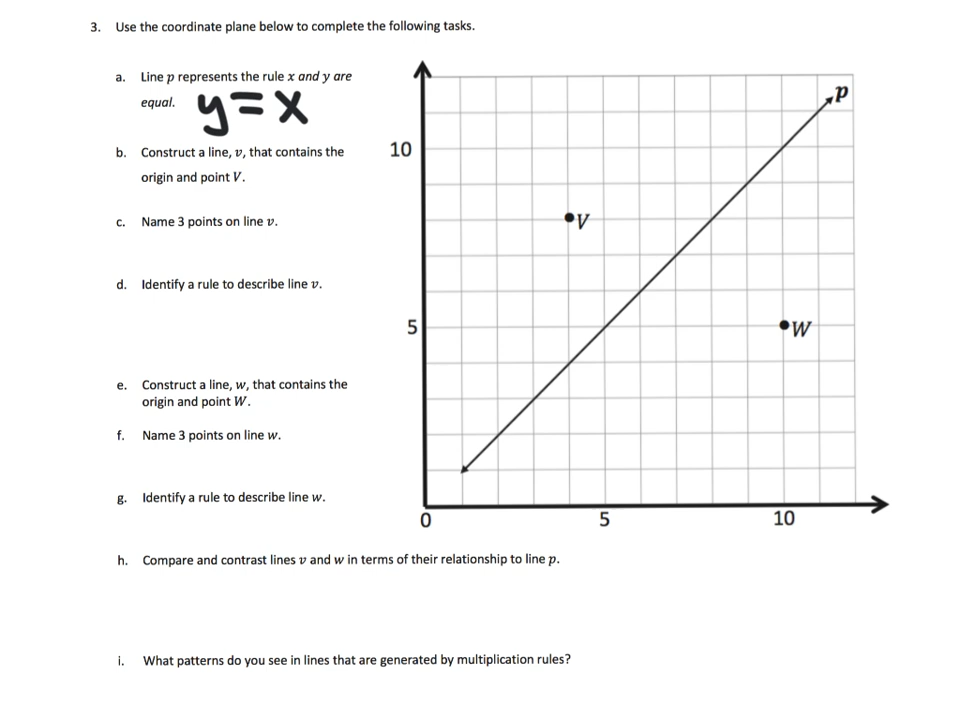 3. Use the coordinate plane below to complete the following tasks.
a. Line p represents the rule x and y are
equal.
y=x
b. Construct a line, v, that contains the
origin and point V.
c. Name 3 points on line v.
d. Identify a rule to describe line v.
e. Construct a line, w, that contains the
origin and point W.
f. Name 3 points on line w.
g. Identify a rule to describe line w.
p
10
V
5
W
0
5
10
h. Compare and contrast lines v and w in terms of their relationship to line p.
i. What patterns do you see in lines that are generated by multiplication rules?